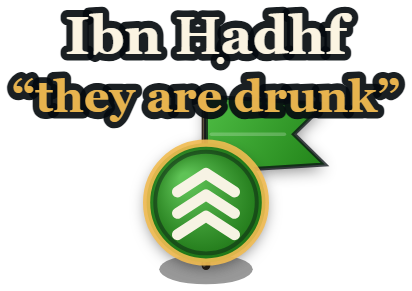 Ibn Ḥadhf
“they are drunk”